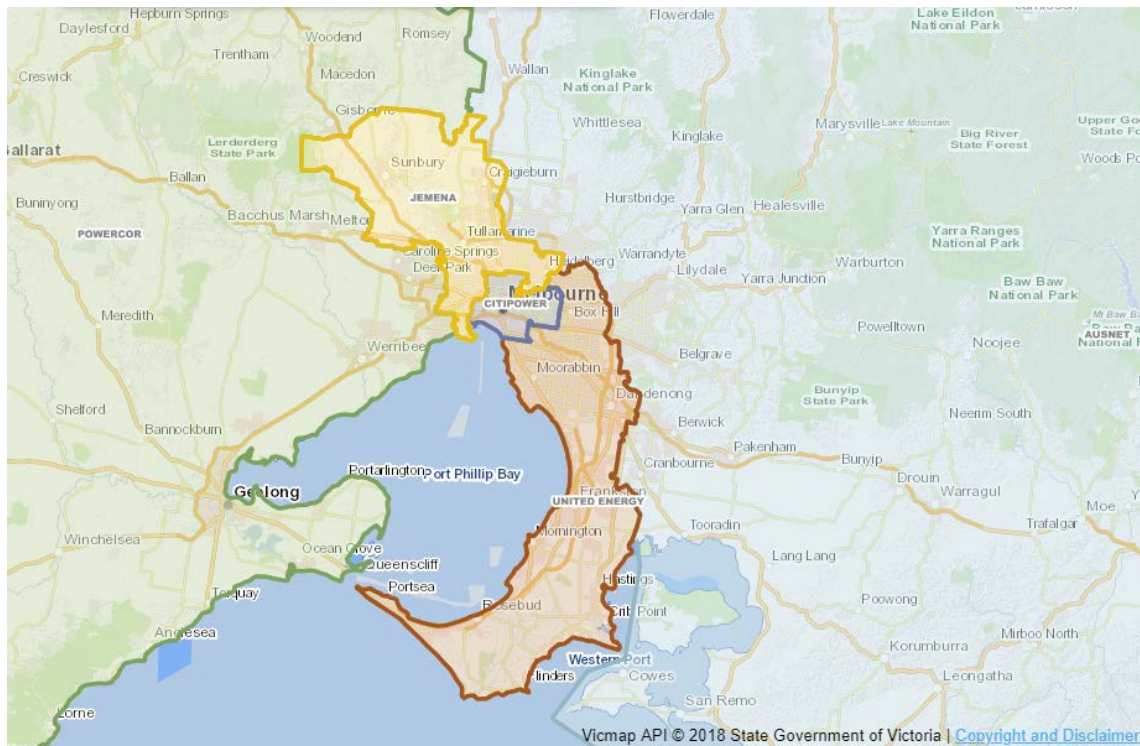 Hepburn Springs
Flowerdale
Lake Eildon
National Park
Daylesford
Romsey
Woodend
Trentham
Wallan
Kinglake
National Park
Creswick
Macedon
Gisborne
Whittlesea
Marysville
Lake Mountain
Big River
State Forest
Kinglake
Lerderderg
State Park
Sunbury
Craigieburn
Ballan
JEMENA
Hurstbridge
Yarra Glen
Healesville
Buninyong
Bacchus Marsh
Melton
Tullamarine
Yarra Ranges
National Park
POWERCOR
Caroline Springs
Deer Park
Heidelberg
Warrandyte
Lilydale
Yarra Junction
Warburton
Baw Baw
National Park
Melbourne
CITIPOWER
Box Hill
Meredith
Powelltown
Mt Baw Baw
AUSNET
Noojee
Werribee
Belgrave
Moorabbin
Bunyip
State Park
Dandenong
Shelford
Neerim South
Berwick
Bannockburn
Pakenham
Bunyip
Cranbourne
Drouin
Portarlington
Port Phillip Bay
Warragul
Geelong
Frankston
UNITED ENERGY
Moe
Tooradin
Trafalgar
Winchelsea
Mornington
Ocean Grove
Lang Lang
Queenscliff
Hastings
Portsea
Torquay
Rosebud
Crib Point
Poowong
Anglesea
Mirboo North
Korumburra
Western Port
Flinders
Cowes
Leongatha
San Remo
Lorne
Vicmap API © 2018 State Government of Victoria | Copyright and Disclaimer